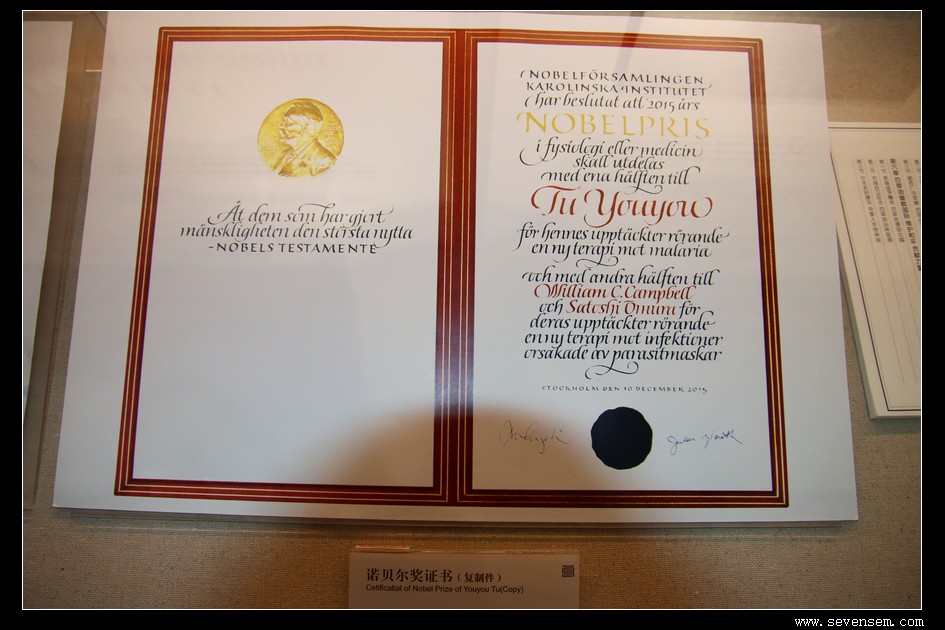 Åt dem som har gjort
mänskligheten den största nytta
- NOBELS TESTAMENTE
NOBELFÖRSAMLINGEN
KAROLINSKA INSTITUTET
har beslutat att 2015 års
NOBELPRIS
i fysiologi eller medicin
skall utdelas
med ena hälften till
Tu Youyou
för hennes upptäckter rörande
en ny terapi mot malaria
och med andra hälften till
William C. Campbell
och Satoshi Ōmura för
deras upptäckter rörande
en ny terapi mot infektioner
orsakade av parasitmaskar
STOCKHOLM DEN 10 DECEMBER 2015
诺贝尔奖证书（复制件）
Cetificatial of Nobel Prize of Youyou Tu(Copy)
www.sevensem.com